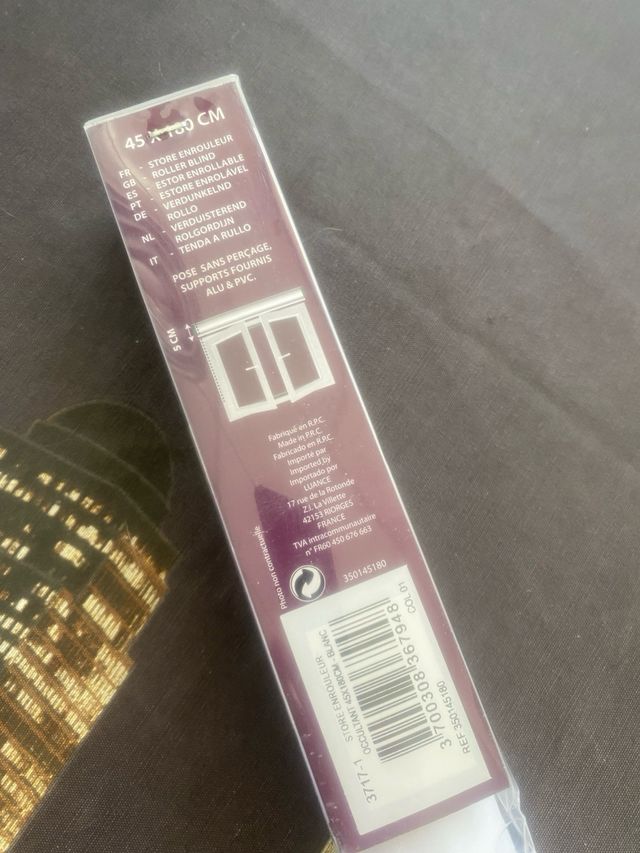 45 X 180 CM
FR - STORE ENROULEUR
GB - ROLLER BLIND
ES - ESTOR ENROLLABLE
PT - ESTORE ENROLÁVEL
DE - VERDUNKELND
ROLLO
- VERDUISTEREND
NL ROLGORDIJN
IT - TENDA A RULLO
POSE SANS PERÇAGE,
SUPPORTS FOURNIS
ALU & PVC.
5 CM
Fabriqué en R.P.C.
Made in P.R.C.
Fabricado en R.P.C.
Importé par
Imported by
Importado por
LUANCE
17 rue de la Rotonde
Z.I. La Villette
42153 RIORGES
FRANCE
TVA intracommunautaire
n° FR60 450 676 663
Photo non contractuelle
350145180
3717-1
STORE ENROULEUR
OCCULTANT 45X180CM - BLANC
COL 01
3 700308 367948
REF: 350145180